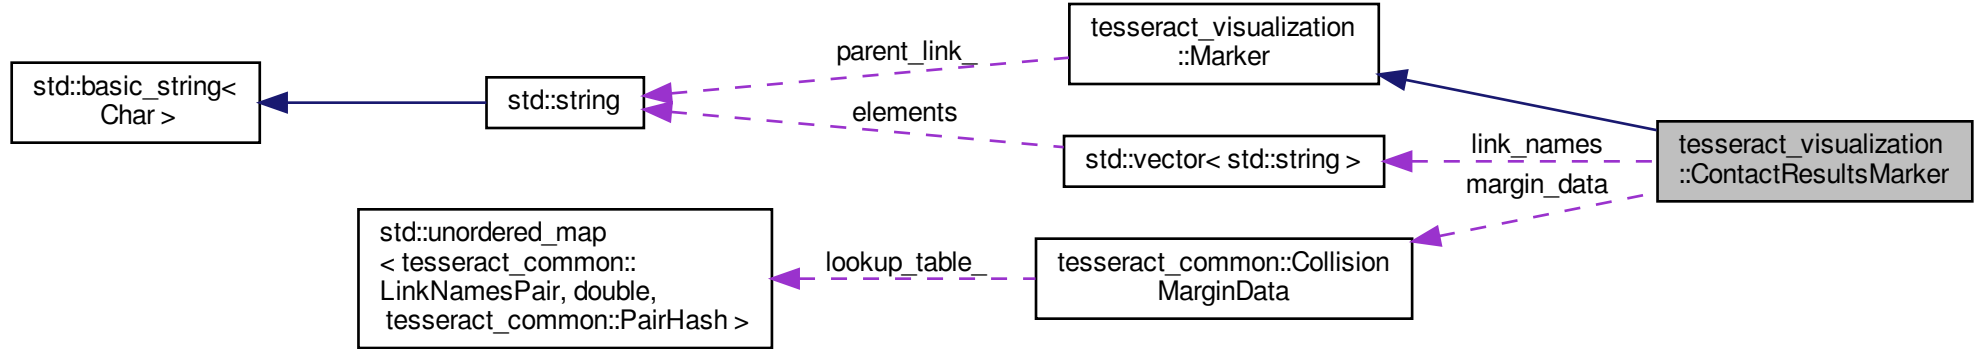 std::basic_string<
Char >
std::string
parent_link_
elements
tesseract_visualization
::Marker
std::vector< std::string >
link_names
margin_data
tesseract_visualization
::ContactResultsMarker
std::unordered_map
< tesseract_common::
LinkNamesPair, double,
tesseract_common::PairHash >
lookup_table_
tesseract_common::Collision
MarginData